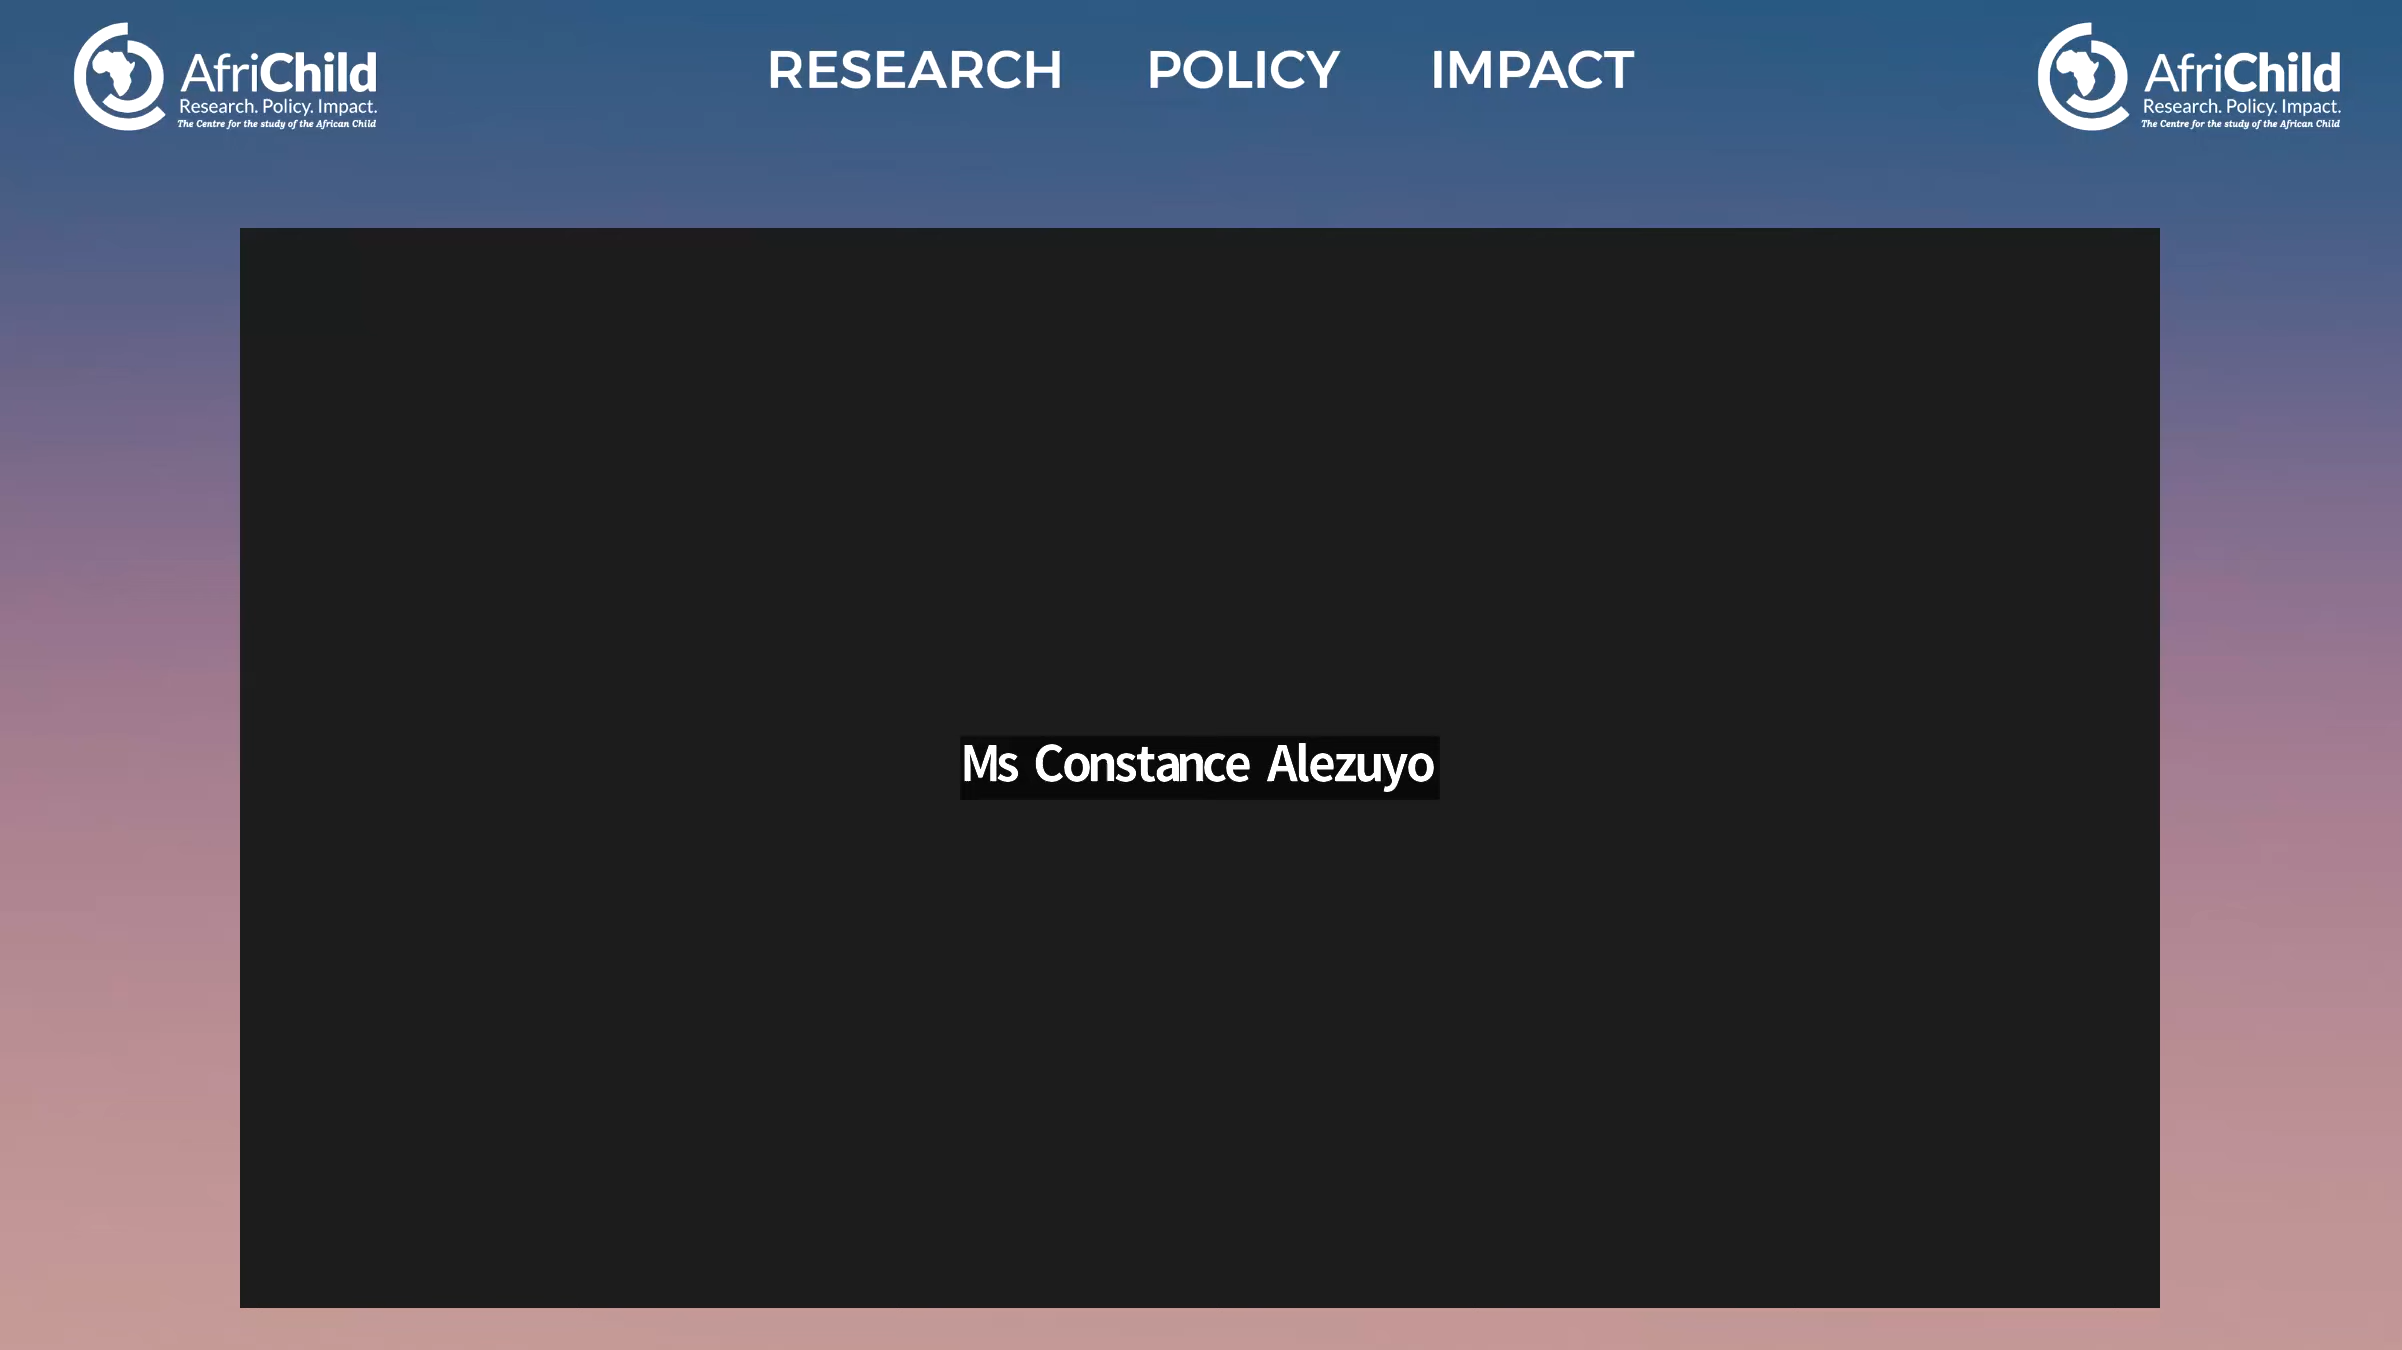 AfriChild
Research. Policy. Impact.
The Centre for the study of the African Child
RESEARCH POLICY IMPACT
AfriChild
Research. Policy. Impact.
The Centre for the study of the African Child
Ms Constance Alezuyo